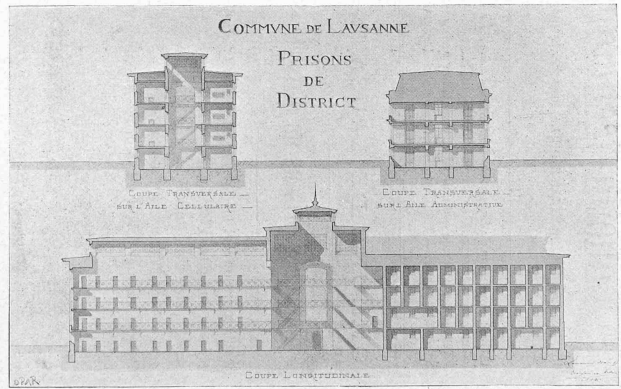 COMMVNE DE LAVSANNE
PRISONS
DE
DISTRICT
COUPE TRANSVERSALE
SUR L'AILE CELLULAIRE
COUPE TRANSVERSALE
SUR L'AILE ADMINISTRATIVE
COUPE LONGITUDINALE